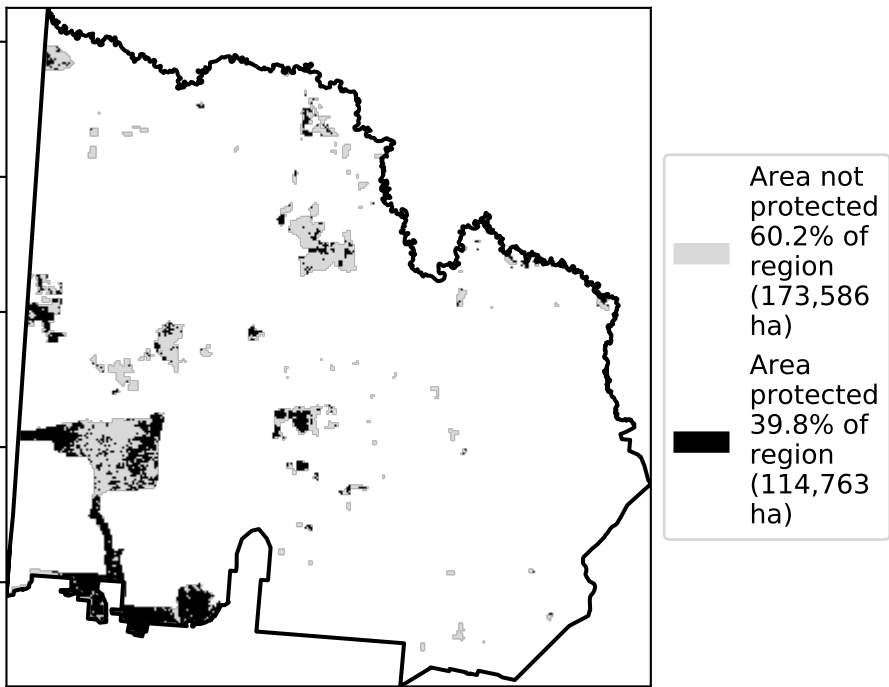 Area not
protected
60.2% of
region
(173,586
ha)
Area
protected
39.8% of
region
(114,763
ha)